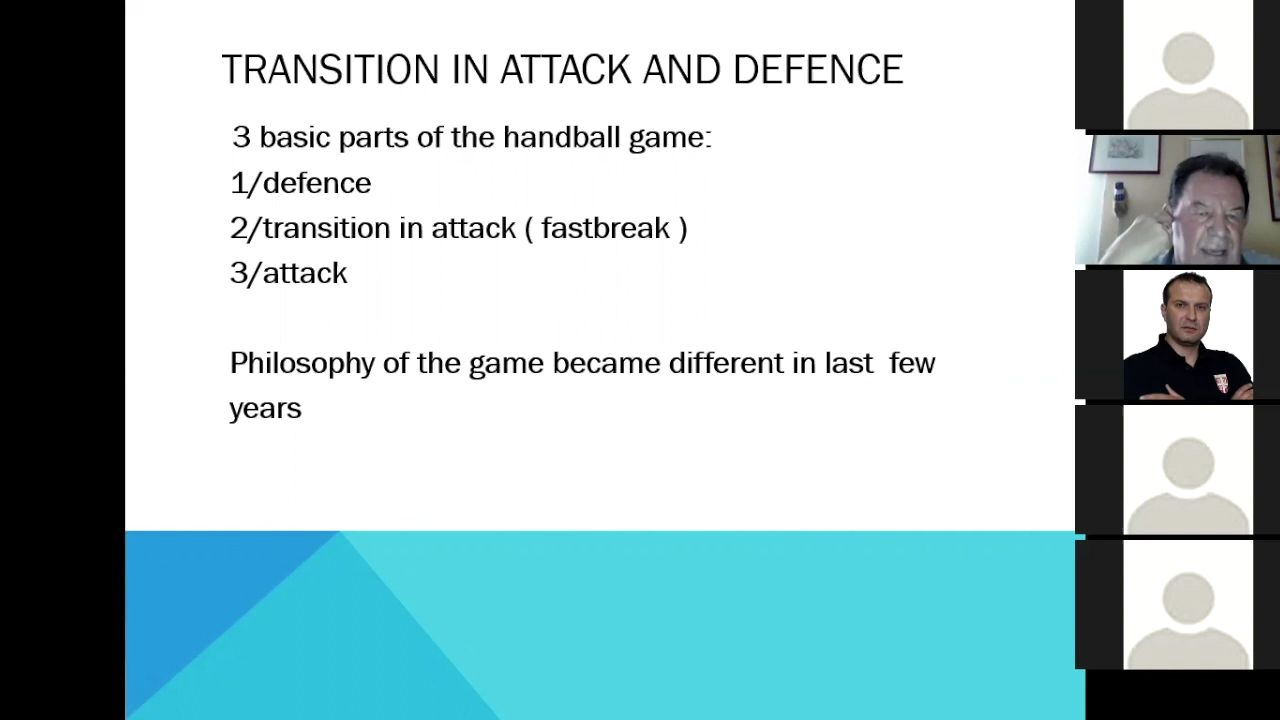 TRANSITION IN ATTACK AND DEFENCE
3 basic parts of the handball game:
1/defence
2/transition in attack ( fastbreak )
3/attack
Philosophy of the game became different in last few
years